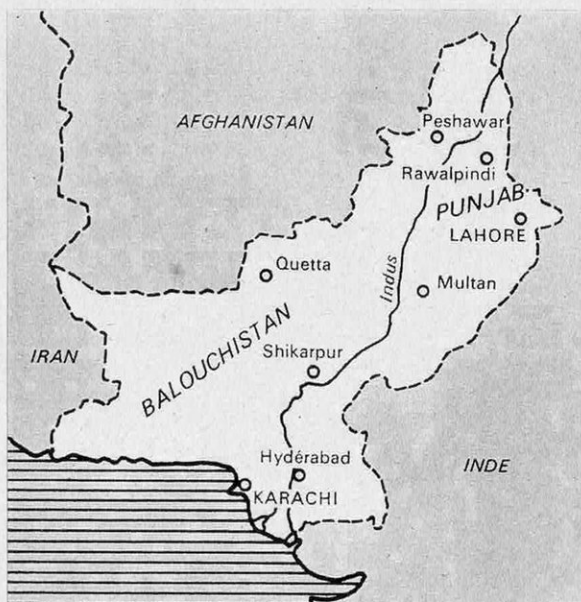 AFGHANISTAN
Peshawar
Rawalpindi
PUNJAB
LAHORE
Quetta
Indus
Multan
IRAN
BALOUCHISTAN
Shikarpur
INDE
Hydérabad
KARACHI